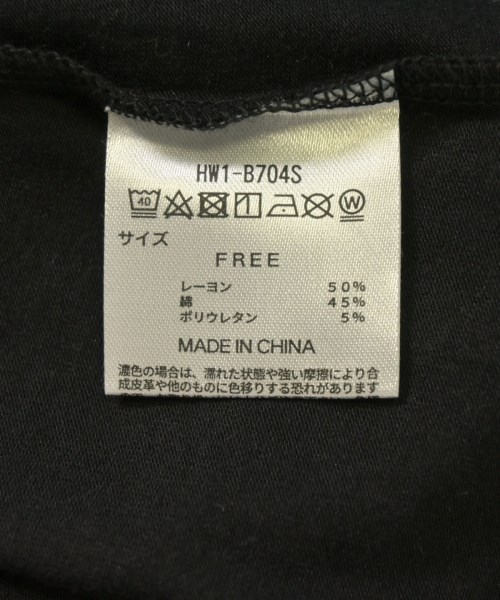 HW1-B704S
40
W
サイズ
FREE
レーヨン 50%
綿 45%
ポリウレタン 5%
MADE IN CHINA
濃色の場合は、濡れた状態や強い摩擦により合
成皮革や他のものに色移りする恐れがあります